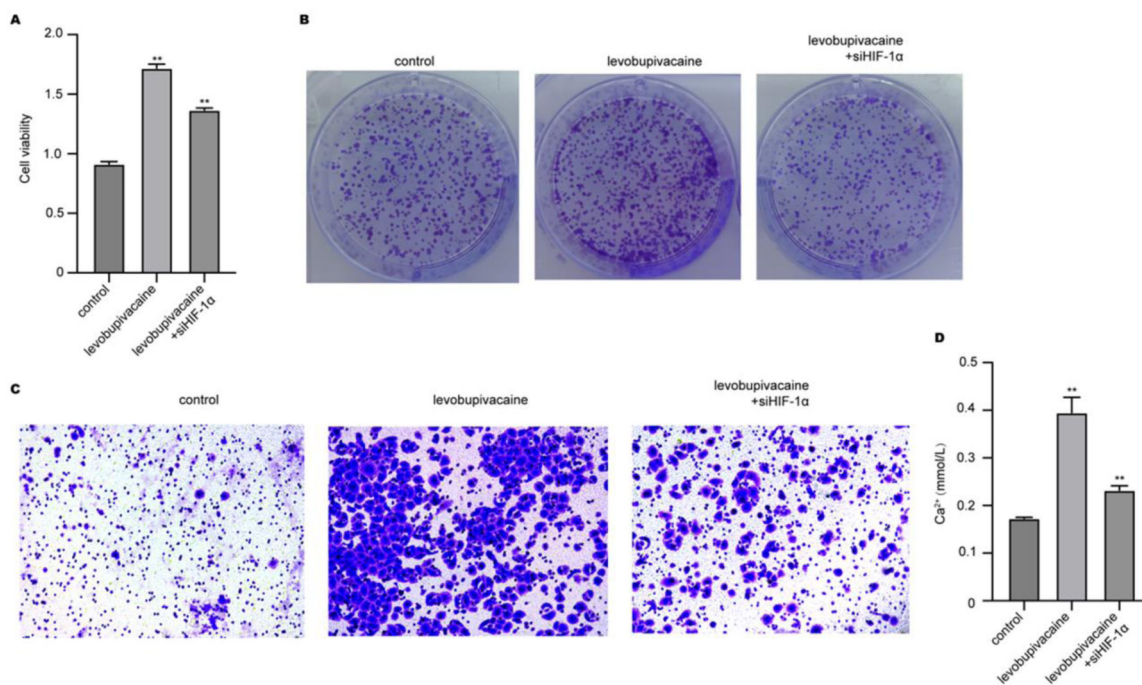 A
Cell viability
2.0
1.5
1.0
0.5
0
**
**
control
levobupivacaine
levobupivacaine
+siHIF-1α
B
control
levobupivacaine
levobupivacaine
+siHIF-1α
C
control
levobupivacaine
levobupivacaine
+siHIF-1α
D
Ca²⁺ (mmol/L)
0.5
0.4
0.3
0.2
0.1
0
**
**
control
levobupivacaine
levobupivacaine
+siHIF-1α